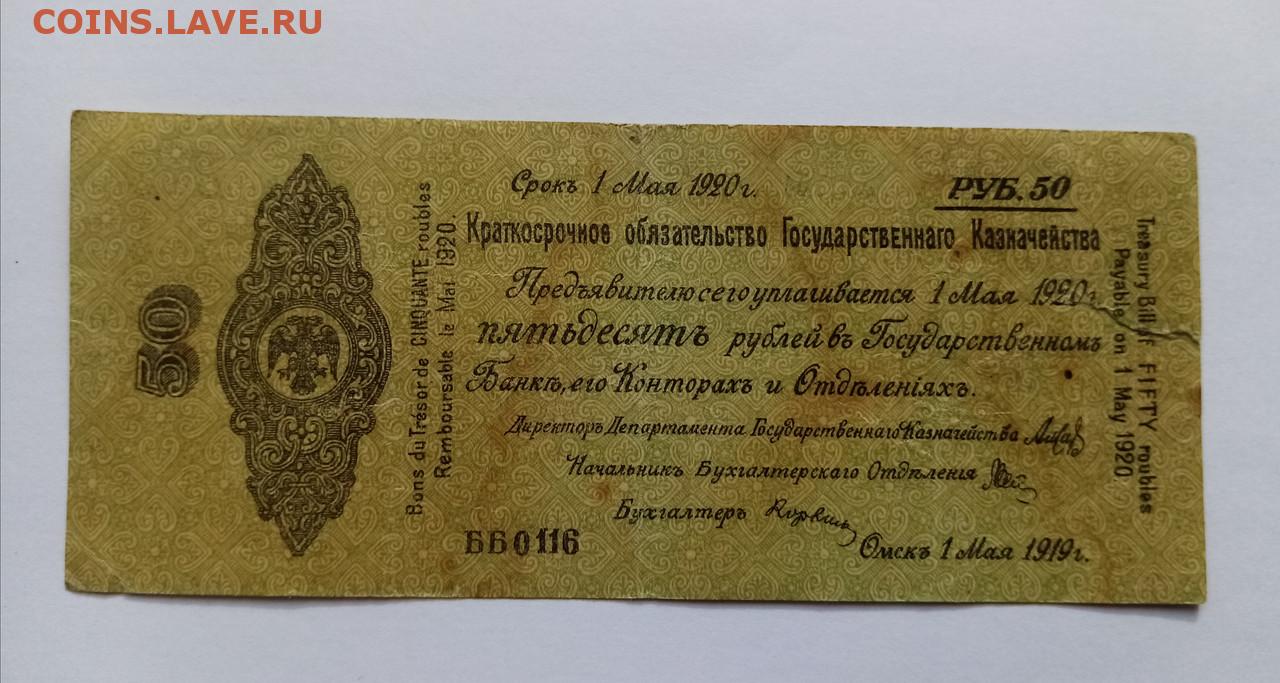 COINS.LAVE.RU
50
Bons du Trésor de CINQUANTE roubles
Remboursable le Mai 1920.
Срокъ 1 Мая 1920 г.
РУБ. 50
Краткосрочное обязательство Государственнаго Казначейства
Предъявителю сего уплачивается 1 Мая 1920 г.
пятьдесятъ рублей въ Государственномъ
Банкѣ, его Конторахъ и Отдѣленіяхъ.
Директоръ Департамента Государственнаго Казначейства
Начальникъ Бухгалтерскаго Отдѣленія
Бухгалтеръ
ББ 0116
Омскъ 1 Мая 1919 г.
Treasury Bill of FIFTY roubles
Payable on 1 May 1920.